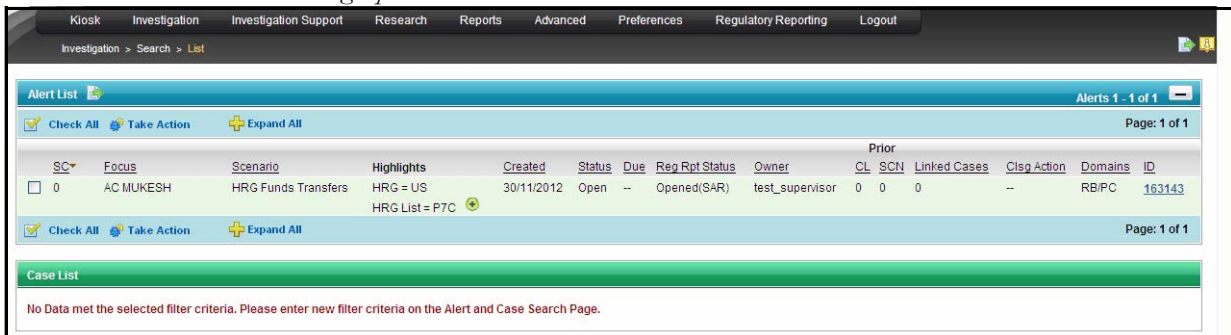 Kiosk Investigation Investigation Support Research Reports Advanced Preferences Regulatory Reporting Logout
Investigation > Search > List
Alert List Alerts 1 - 1 of 1
Check All Take Action Expand All Page: 1 of 1
Prior
SC Focus Scenario Highlights Created Status Due Reg Rpt Status Owner CL SCN Linked Cases Clsg Action Domains ID
0 AC MUKESH HRG Funds Transfers HRG = US 30/11/2012 Open -- Opened(SAR) test_supervisor 0 0 0 -- RB/PC 163143
HRG List = P7C
Check All Take Action Expand All Page: 1 of 1
Case List
No Data met the selected filter criteria. Please enter new filter criteria on the Alert and Case Search Page.